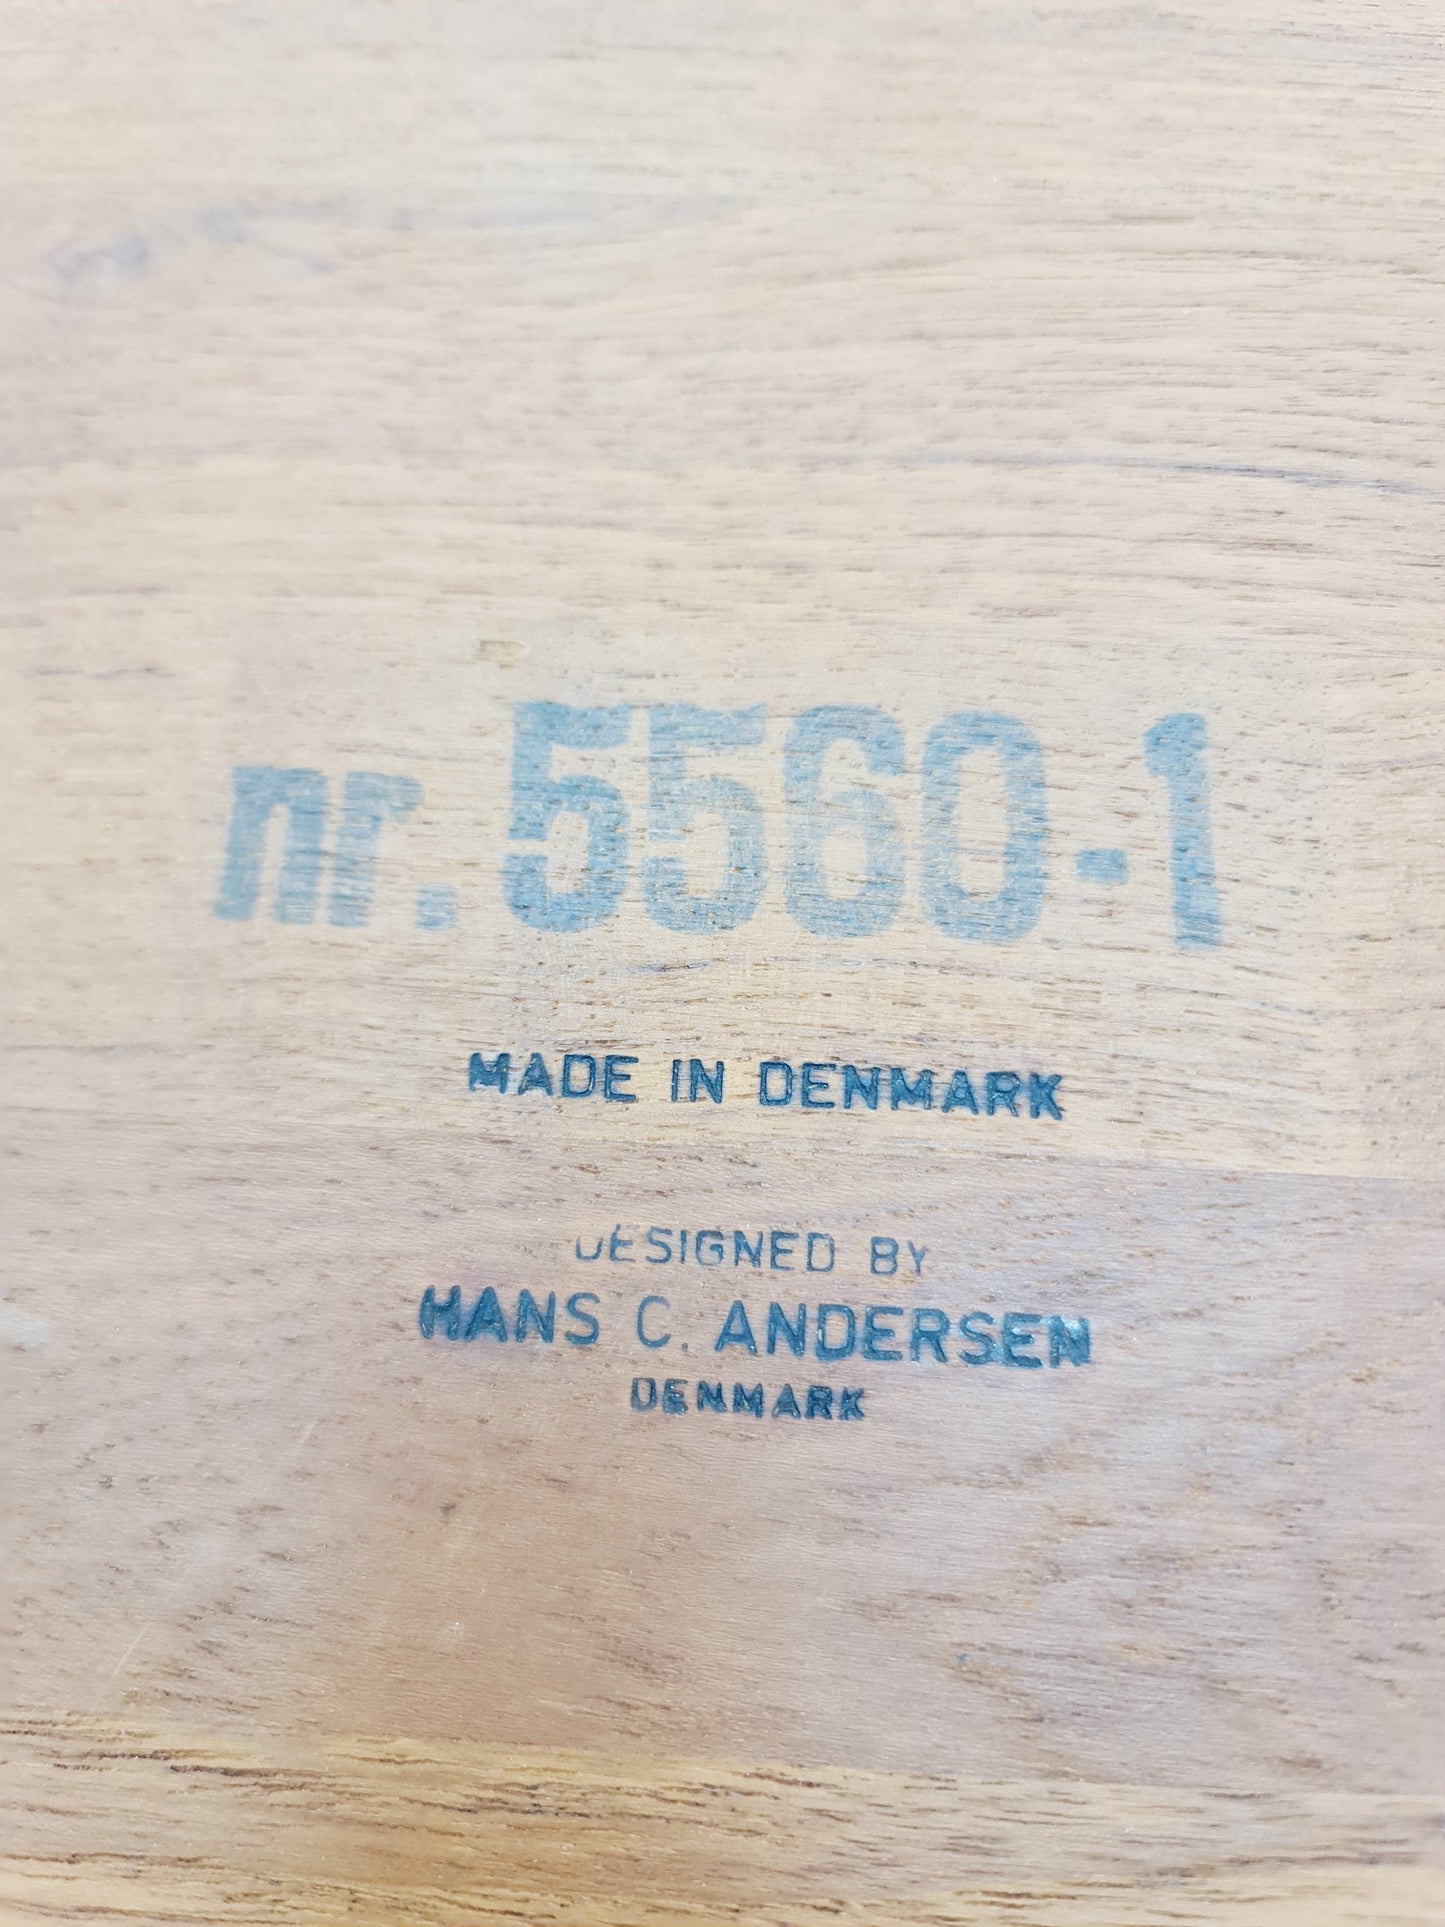 nr. 5560-1
MADE IN DENMARK
DESIGNED BY
HANS C. ANDERSEN
DENMARK